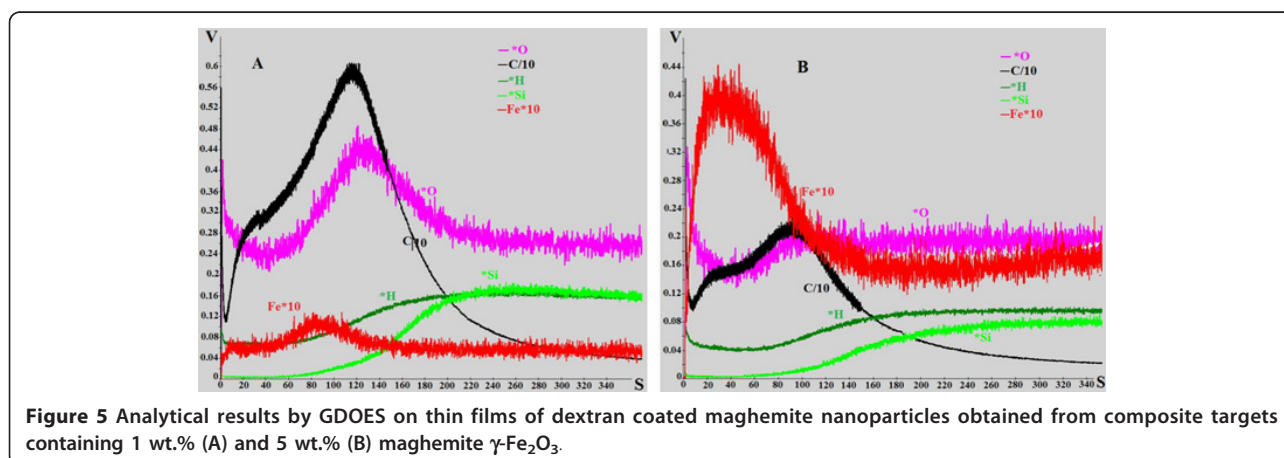 V
A
*O
C/10
*H
*Si
Fe*10
0.6
0.56
0.48
0.44
0.4
0.36
0.32
0.28
0.24
0.2
0.16
0.12
0.08
0.04
0
*O
C/10
*Si
*H
Fe*10
0 20 40 60 80 100 120 140 160 180 200 220 240 260 280 300 320 340 S
V
B
*O
C/10
*H
*Si
Fe*10
0.44
0.4
0.36
0.32
0.28
0.24
0.2
0.16
0.12
0.08
0.04
0
Fe*10
*O
C/10
*H
*Si
0 20 40 60 80 100 120 140 160 180 200 220 240 260 280 300 320 340 S
Figure 5 Analytical results by GDOES on thin films of dextran coated maghemite nanoparticles obtained from composite targets
containing 1 wt.% (A) and 5 wt.% (B) maghemite γ-Fe₂O₃.